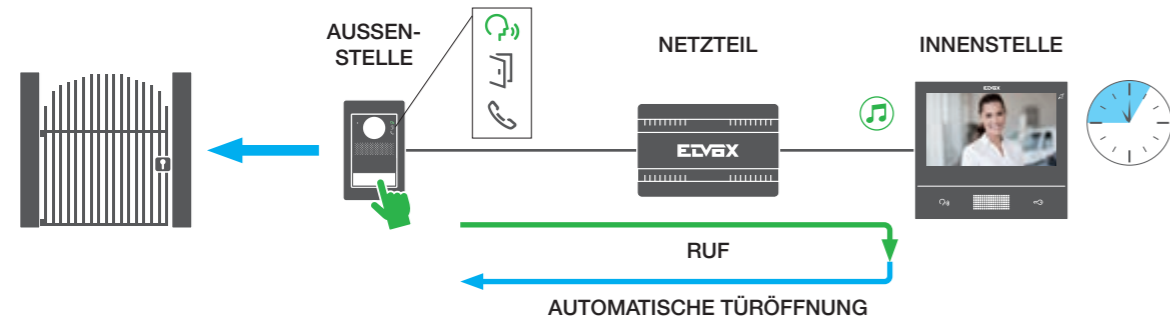 AUSSEN-
STELLE
NETZTEIL
INNENSTELLE
ELVOX
ELVOX
RUF
AUTOMATISCHE TÜRÖFFNUNG